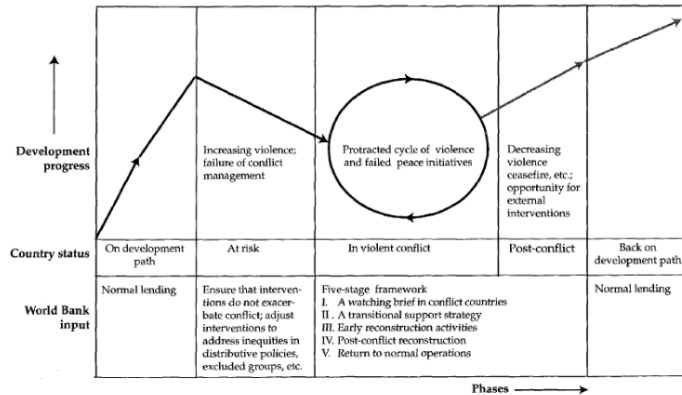 Development
progress
Increasing violence;
failure of conflict
management
Protracted cycle of violence
and failed peace initiatives
Decreasing
violence
ceasefire, etc.;
opportunity for
external
interventions
Country status
On development
path
At risk
In violent conflict
Post-conflict
Back on
development path
World Bank
input
Normal lending
Ensure that interven-
tions do not exacer-
bate conflict; adjust
interventions to
address inequities in
distributive policies,
excluded groups, etc.
Five-stage framework
I. A watching brief in conflict countries
II. A transitional support strategy
III. Early reconstruction activities
IV. Post-conflict reconstruction
V. Return to normal operations
Normal lending
Phases